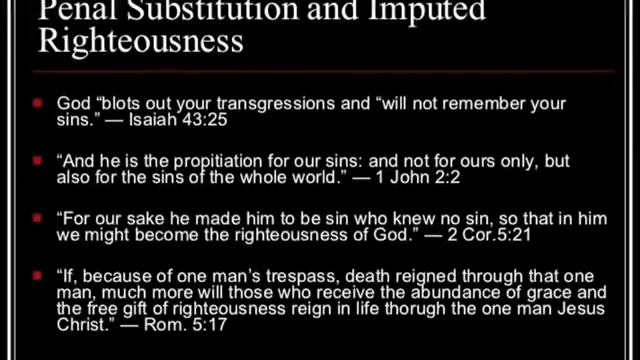 Penal Substitution and Imputed
Righteousness
God “blots out your transgressions and “will not remember your
sins.” — Isaiah 43:25
“And he is the propitiation for our sins: and not for ours only, but
also for the sins of the whole world.” — 1 John 2:2
“For our sake he made him to be sin who knew no sin, so that in him
we might become the righteousness of God.” — 2 Cor.5:21
“If, because of one man’s trespass, death reigned through that one
man, much more will those who receive the abundance of grace and
the free gift of righteousness reign in life thorugh the one man Jesus
Christ.” — Rom. 5:17